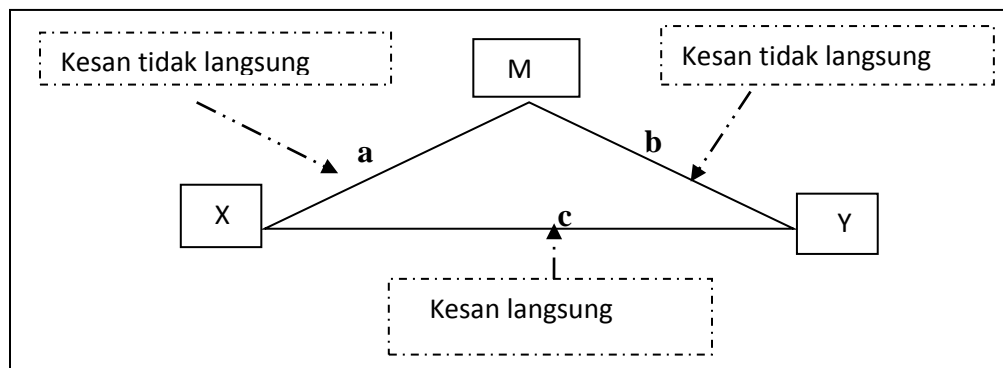 Kesan tidak langsung
M
Kesan tidak langsung
a
b
X
c
Y
Kesan langsung